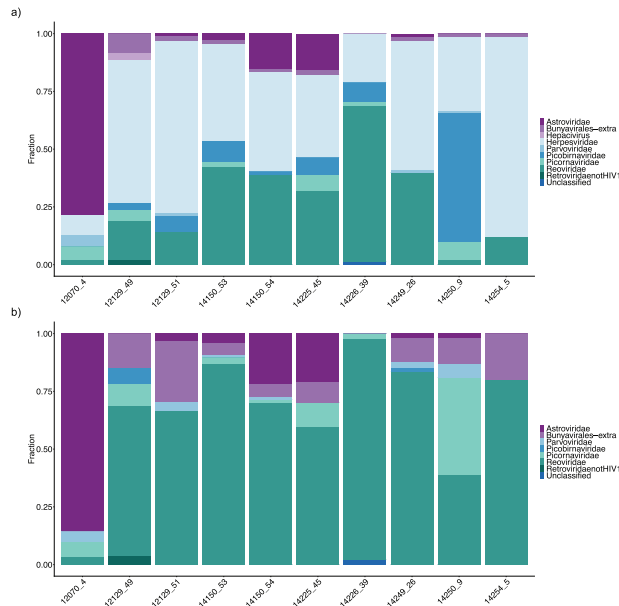 a)
1.00
0.75
0.50
0.25
0.00
Fraction
12070_4
12129_49
12129_51
14150_53
14150_54
14225_45
14226_39
14249_26
14250_9
14254_5
Astroviridae
Bunyavirales-extra
Hepacivirus
Herpesviridae
Parvoviridae
Picobirnaviridae
Picornaviridae
Reoviridae
RetroviridaenotHIV1
Unclassified
b)
1.00
0.75
0.50
0.25
0.00
Fraction
12070_4
12129_49
12129_51
14150_53
14150_54
14225_45
14226_39
14249_26
14250_9
14254_5
Astroviridae
Bunyavirales-extra
Parvoviridae
Picobirnaviridae
Picornaviridae
Reoviridae
RetroviridaenotHIV1
Unclassified